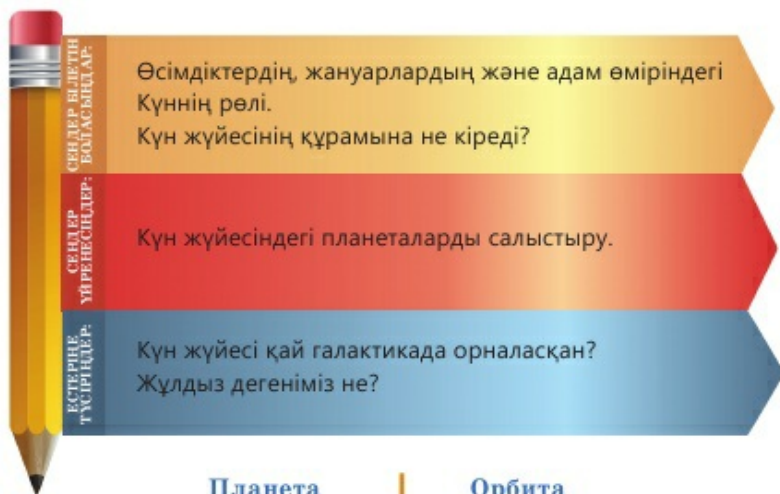 СЕНДЕР БІЛЕТІН
БОЛАСЫҢДАР:
Өсімдіктердің, жануарлардың және адам өміріндегі
Күннің рөлі.
Күн жүйесінің құрамына не кіреді?
СЕНДЕР
ҮЙРЕНЕСІҢДЕР:
Күн жүйесіндегі планеталарды салыстыру.
ЕСТЕРІҢЕ
ТҮСІРІҢДЕР:
Күн жүйесі қай галактикада орналасқан?
Жұлдыз дегеніміз не?
Планета
Орбита